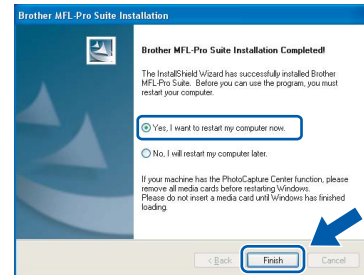 Brother MFL-Pro Suite Installation
Brother MFL-Pro Suite Installation Completed!
The InstallShield Wizard has successfully installed Brother
MFL-Pro Suite. Before you can use the program, you must
restart your computer.
Yes, I want to restart my computer now.
No, I will restart my computer later.
If your machine has the PhotoCapture Center function, please
remove all media cards before restarting Windows.
Please do not insert a media card until Windows has finished
loading.
< Back
Finish
Cancel